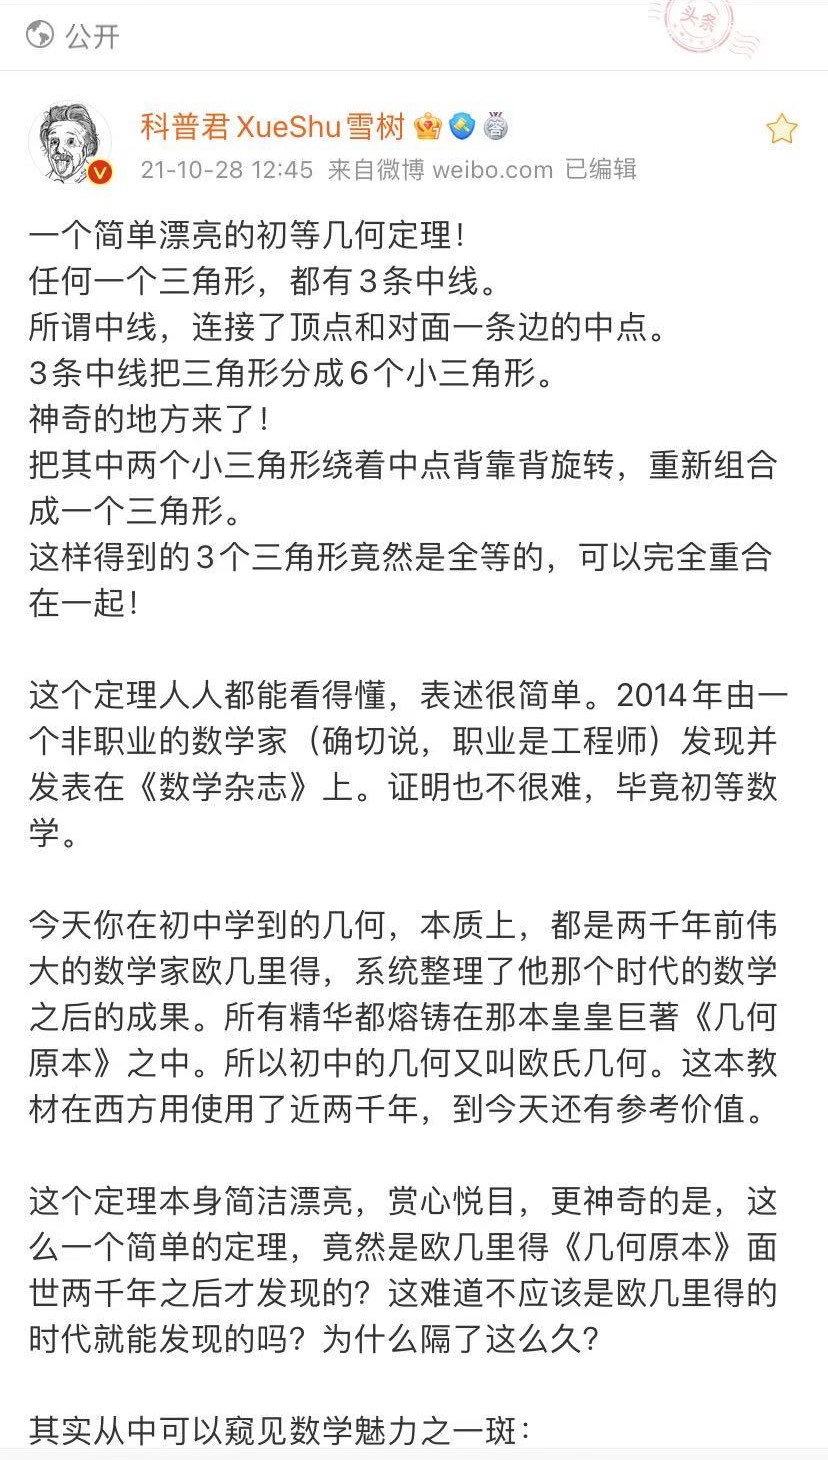 公开
头条
科普君XueShu雪树
21-10-28 12:45 来自微博 weibo.com 已编辑
一个简单漂亮的初等几何定理！
任何一个三角形，都有3条中线。
所谓中线，连接了顶点和对面一条边的中点。
3条中线把三角形分成6个小三角形。
神奇的地方来了！
把其中两个小三角形绕着中点背靠背旋转，重新组合
成一个三角形。
这样得到的3个三角形竟然是全等的，可以完全重合
在一起！
这个定理人人都能看得懂，表述很简单。2014年由一
个非职业的数学家（确切说，职业是工程师）发现并
发表在《数学杂志》上。证明也不很难，毕竟初等数
学。
今天你在初中学到的几何，本质上，都是两千年前伟
大的数学家欧几里得，系统整理了他那个时代的数学
之后的成果。所有精华都熔铸在那本皇皇巨著《几何
原本》之中。所以初中的几何又叫欧氏几何。这本教
材在西方用使用了近两千年，到今天还有参考价值。
这个定理本身简洁漂亮，赏心悦目，更神奇的是，这
么一个简单的定理，竟然是欧几里得《几何原本》面
世两千年之后才发现的？这难道不应该是欧几里得的
时代就能发现的吗？为什么隔了这么久？
其实从中可以窥见数学魅力之一斑：